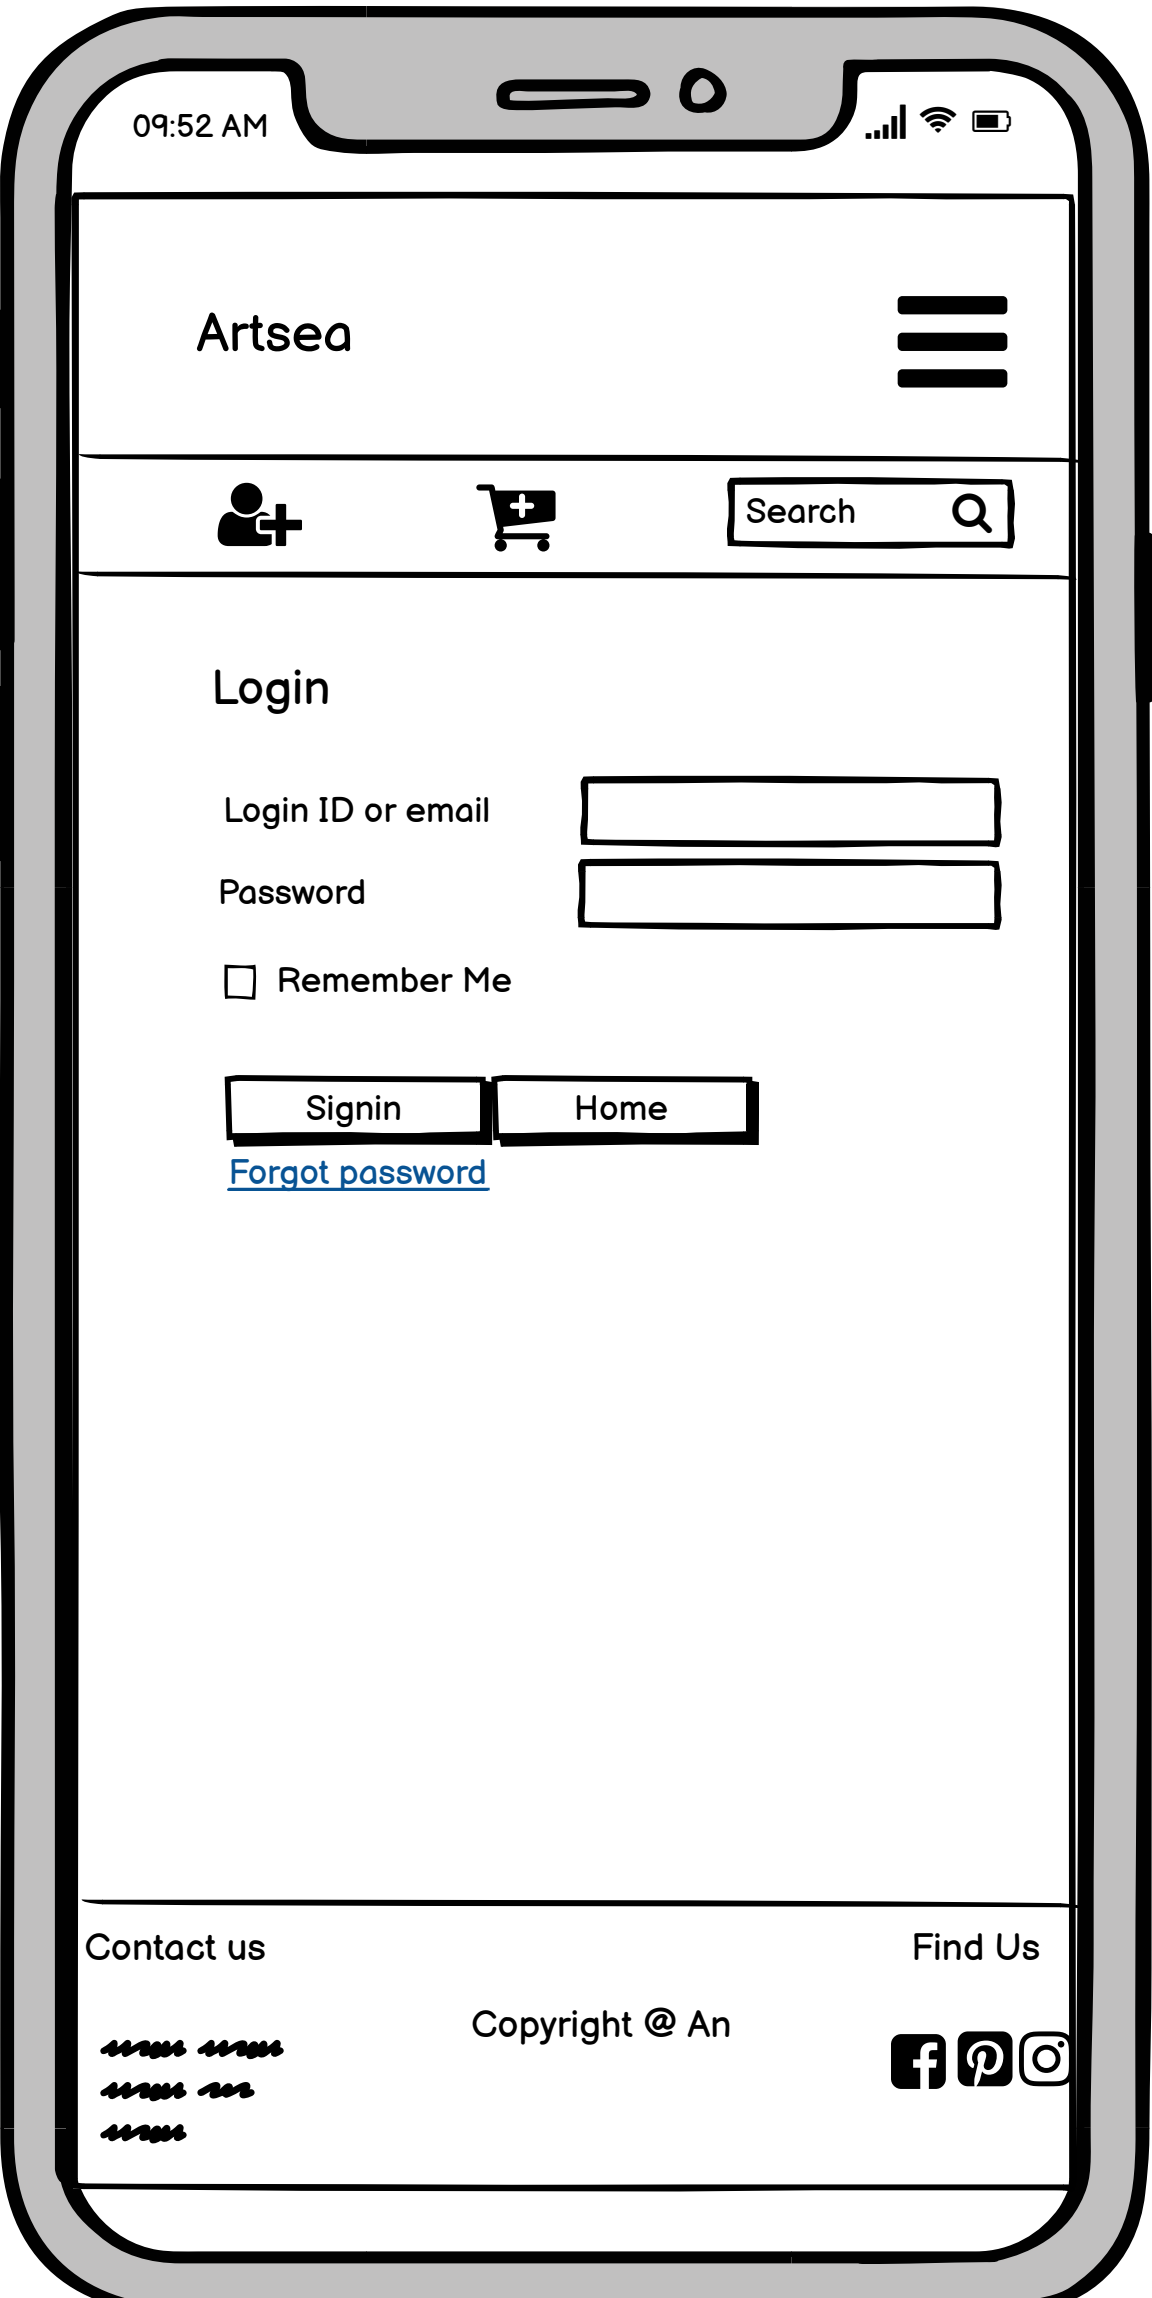 09:52 AM
Artsea
Search
Login
Login ID or email
Password
Remember Me
Signin
Home
Forgot password
Contact us
Find Us
Copyright @ An